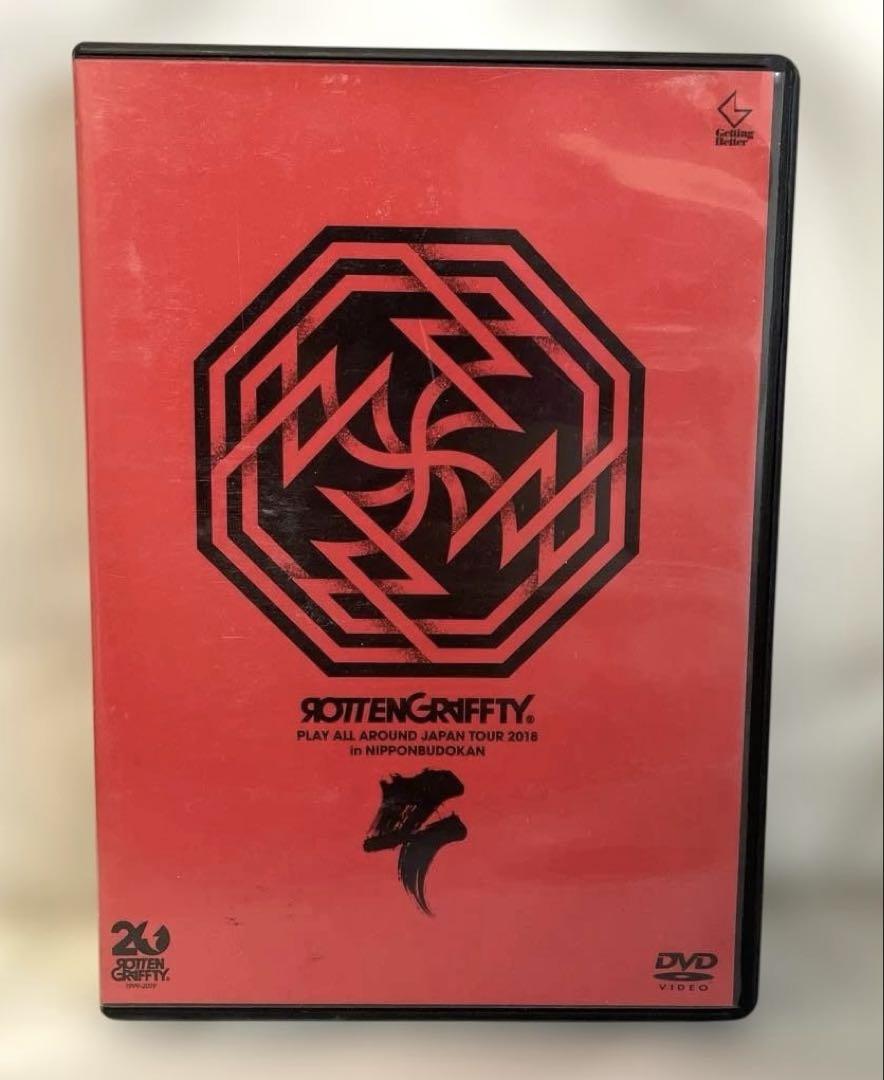 Getting
Better
ROTTENGRAFFTY®
PLAY ALL AROUND JAPAN TOUR 2018
in NIPPONBUDOKAN
20
ROTTEN
GRAFFTY®
1999-2019
DVD
VIDEO